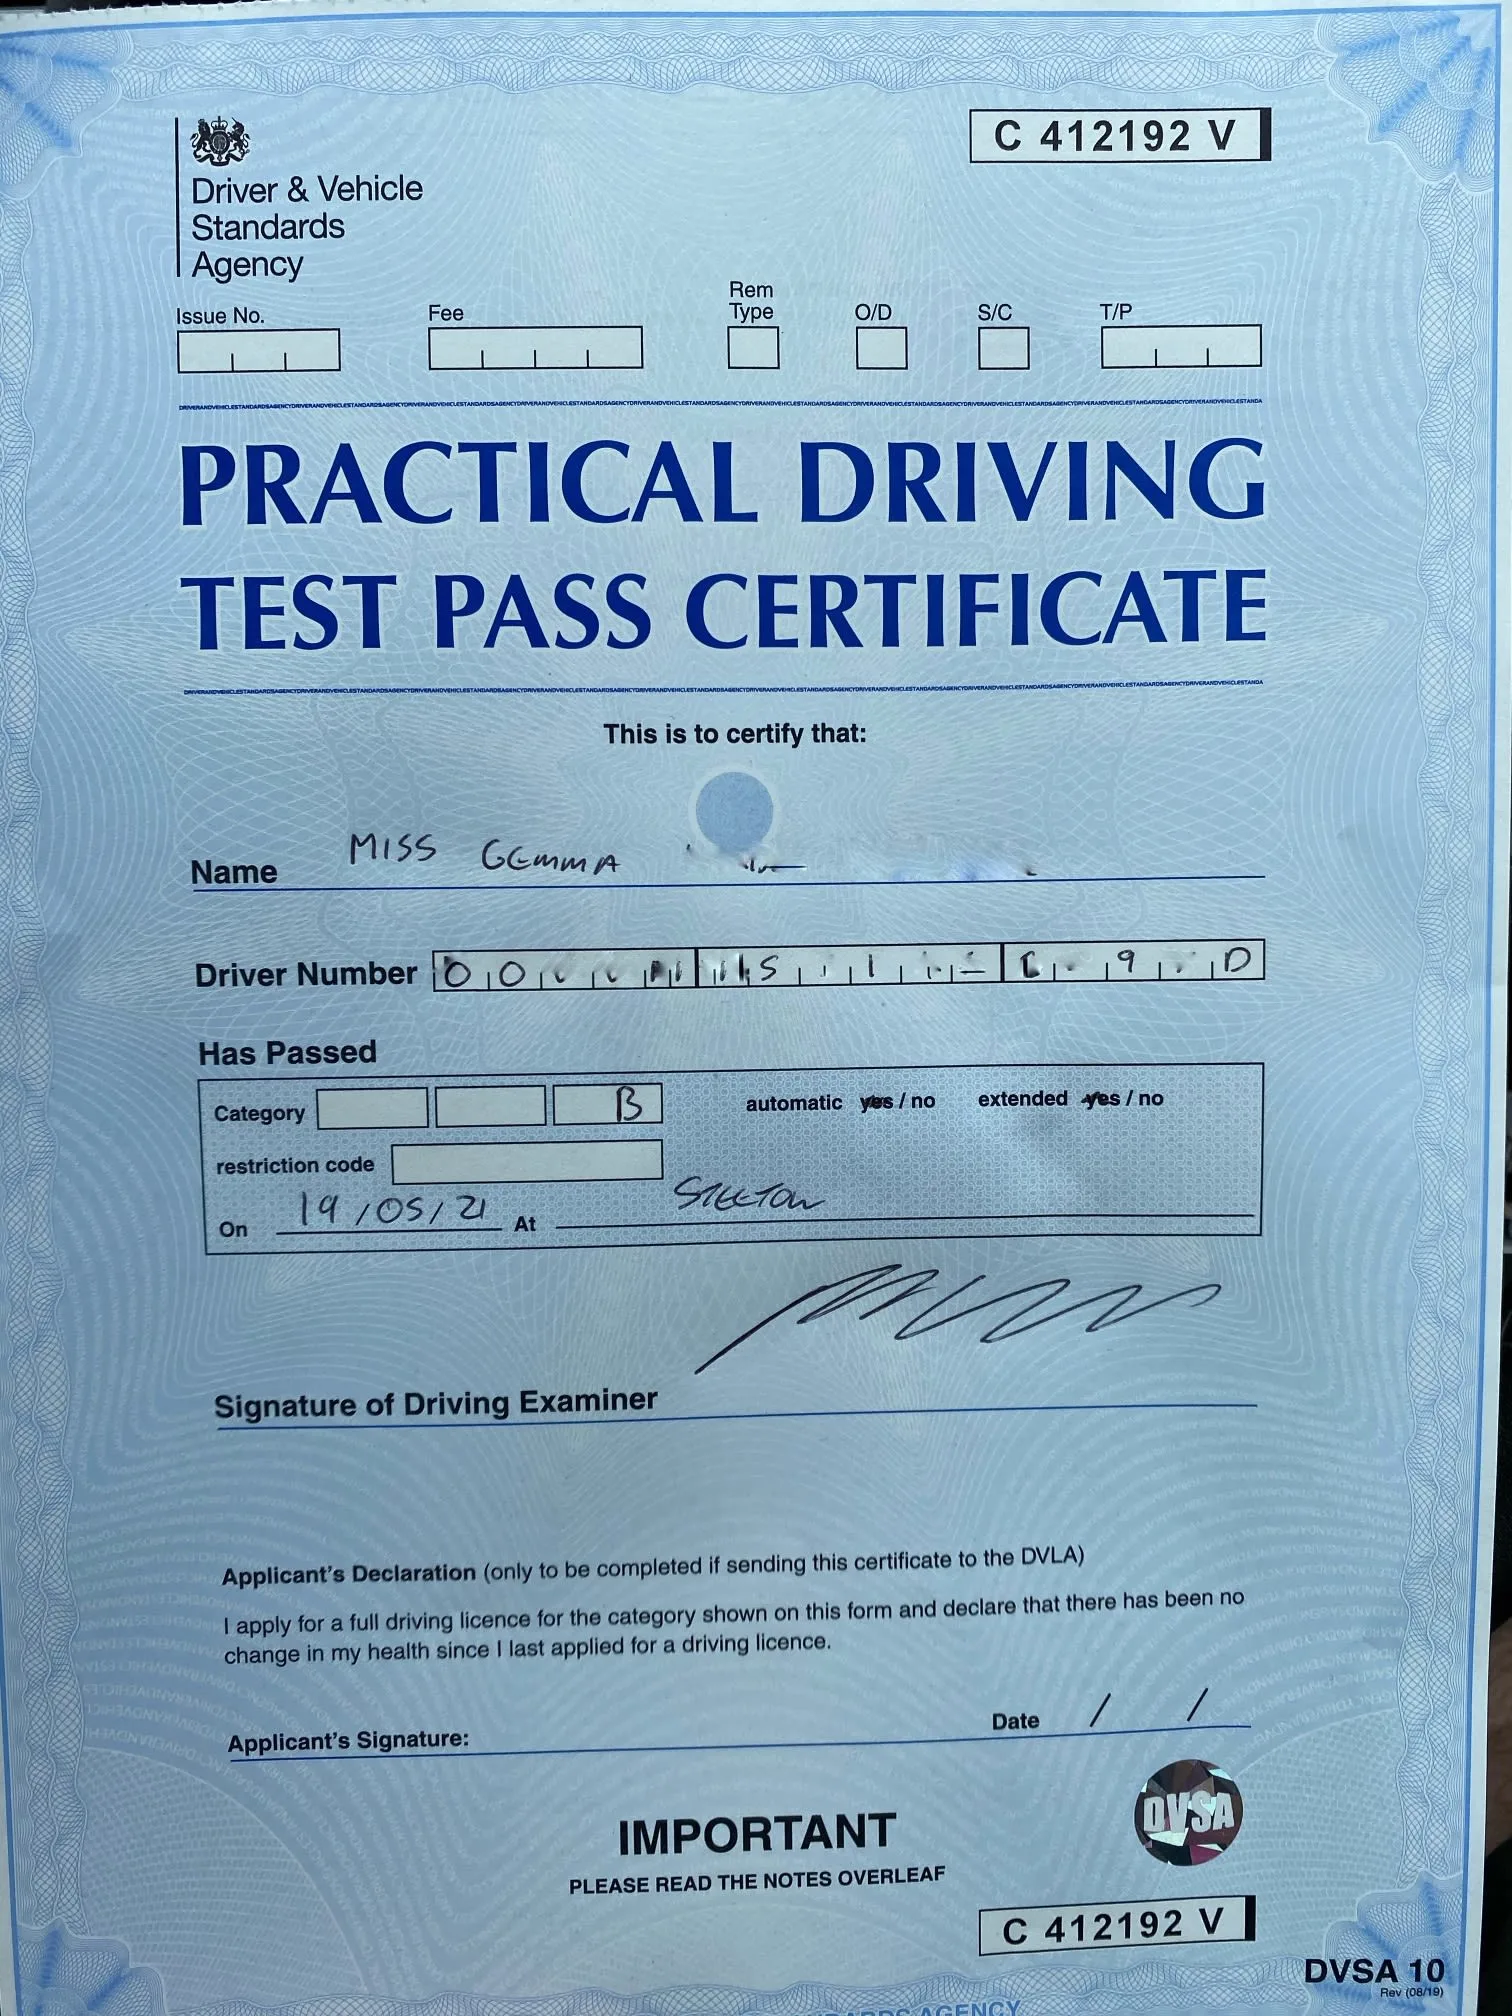 C 412192 V
Driver & Vehicle
Standards
Agency
Issue No.
Fee
Rem
Type
O/D
S/C
T/P
DRIVERANDVEHICLESTANDARDSAGENCYDRIVERANDVEHICLESTANDARDSAGENCYDRIVERANDVEHICLESTANDARDSAGENCYDRIVERANDVEHICLESTANDARDSAGENCYDRIVERANDVEHICLESTANDARDSAGENCYDRIVERANDVEHICLESTANDA
PRACTICAL DRIVING
TEST PASS CERTIFICATE
DRIVERANDVEHICLESTANDARDSAGENCYDRIVERANDVEHICLESTANDARDSAGENCYDRIVERANDVEHICLESTANDARDSAGENCYDRIVERANDVEHICLESTANDARDSAGENCYDRIVERANDVEHICLESTANDARDSAGENCYDRIVERANDVEHICLESTANDA
This is to certify that:
Name MISS GEMMA
Driver Number
Has Passed
Category B automatic yes / no extended yes / no
restriction code
On 19/05/21 At STEETON
Signature of Driving Examiner
Applicant's Declaration (only to be completed if sending this certificate to the DVLA)
I apply for a full driving licence for the category shown on this form and declare that there has been no
change in my health since I last applied for a driving licence.
Applicant's Signature: Date / /
DVSA
IMPORTANT
PLEASE READ THE NOTES OVERLEAF
C 412192 V
DVSA 10
Rev (08/19)